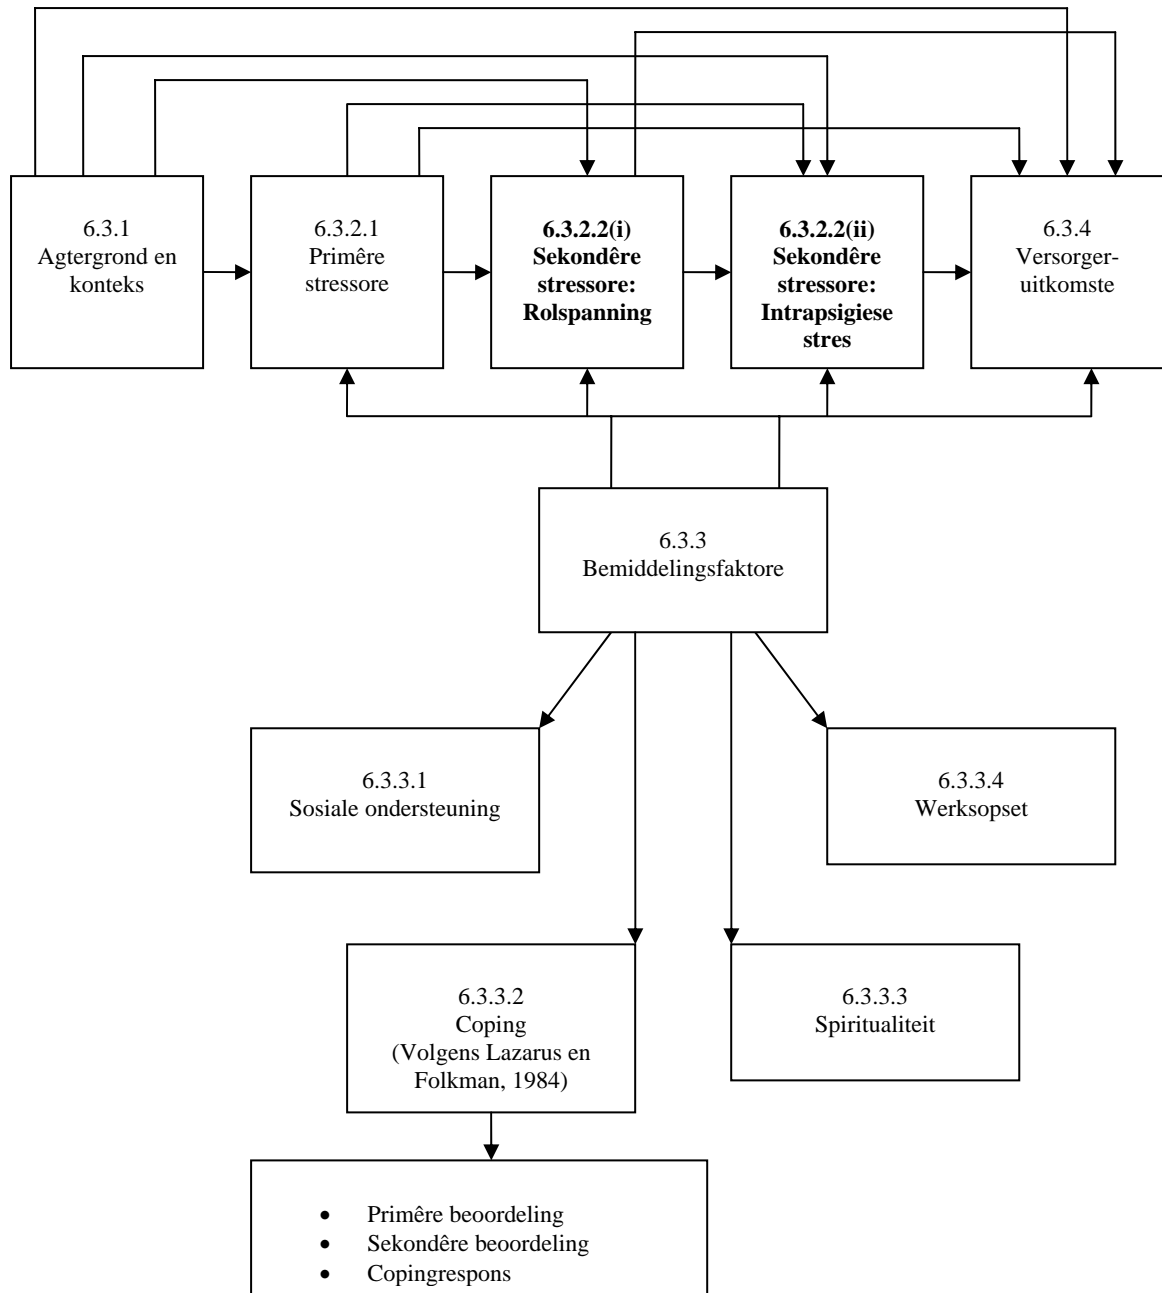 6.3.1
Agtergrond en
konteks
6.3.2.1
Primêre
stressore
6.3.2.2(i)
Sekondêre
stressore:
Rolspanning
6.3.2.2(ii)
Sekondêre
stressore:
Intrapsigiese
stres
6.3.4
Versorger-
uitkomste
6.3.3
Bemiddelingsfaktore
6.3.3.1
Sosiale ondersteuning
6.3.3.4
Werksopset
6.3.3.2
Coping
(Volgens Lazarus en
Folkman, 1984)
6.3.3.3
Spiritualiteit
• Primêre beoordeling
• Sekondêre beoordeling
• Copingrespons